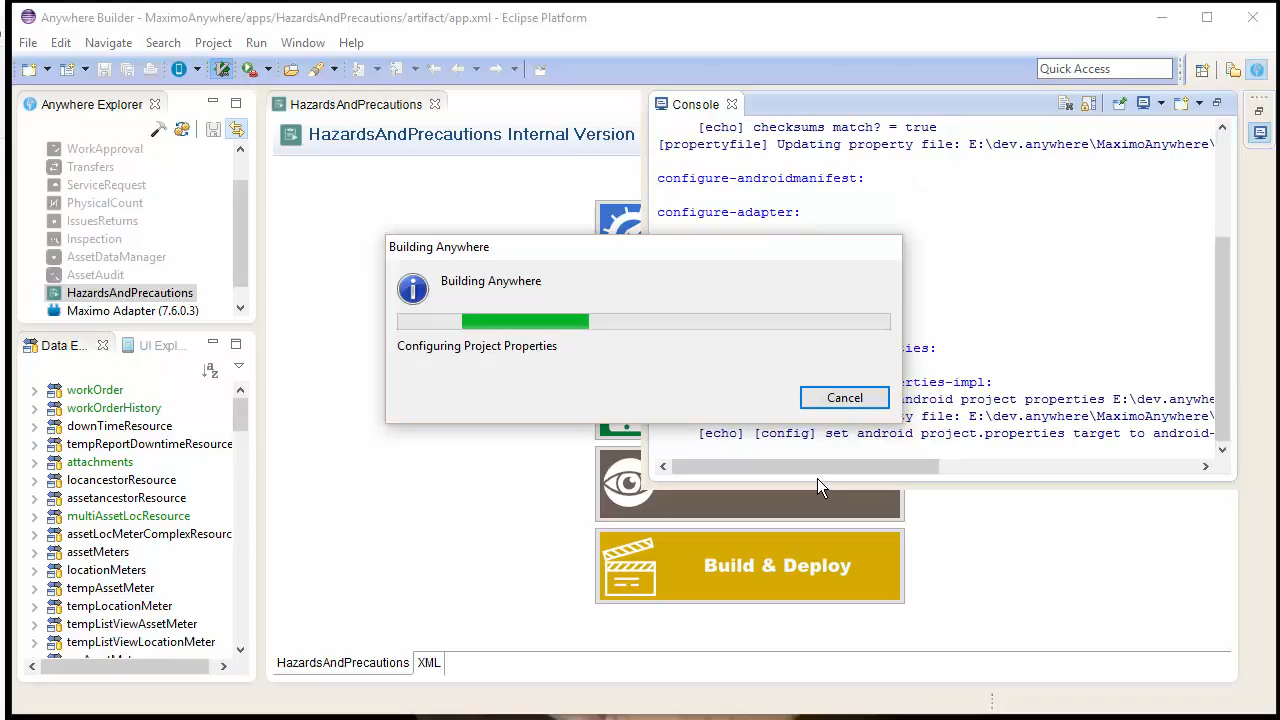 Anywhere Builder - MaximoAnywhere/apps/HazardsAndPrecautions/artifact/app.xml - Eclipse Platform
File Edit Navigate Search Project Run Window Help
Quick Access
Anywhere Explorer
WorkApproval
Transfers
ServiceRequest
PhysicalCount
IssuesReturns
Inspection
AssetDataManager
AssetAudit
HazardsAndPrecautions
Maximo Adapter (7.6.0.3)
Data E...
UI Expl...
workOrder
workOrderHistory
downTimeResource
tempReportDowntimeResource
attachments
locancestorResource
assetancestorResource
multiAssetLocResource
assetLocMeterComplexResourc
assetMeters
locationMeters
tempAssetMeter
tempLocationMeter
tempListViewAssetMeter
tempListViewLocationMeter
HazardsAndPrecautions
HazardsAndPrecautions Internal Version
Build & Deploy
HazardsAndPrecautions
XML
Console
[echo] checksums match? = true
[propertyfile] Updating property file: E:\dev.anywhere\MaximoAnywhere\
configure-androidmanifest:
configure-adapter:
ies:
erties-impl:
android project properties E:\dev.anywhe
ty file: E:\dev.anywhere\MaximoAnywhere\
[echo] [config] set android project.properties target to android-
Building Anywhere
Building Anywhere
Configuring Project Properties
Cancel